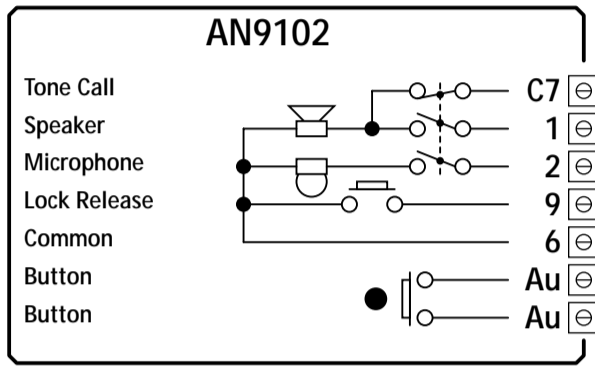 AN9102
Tone Call C7
Speaker 1
Microphone 2
Lock Release 9
Common 6
Button Au
Button Au